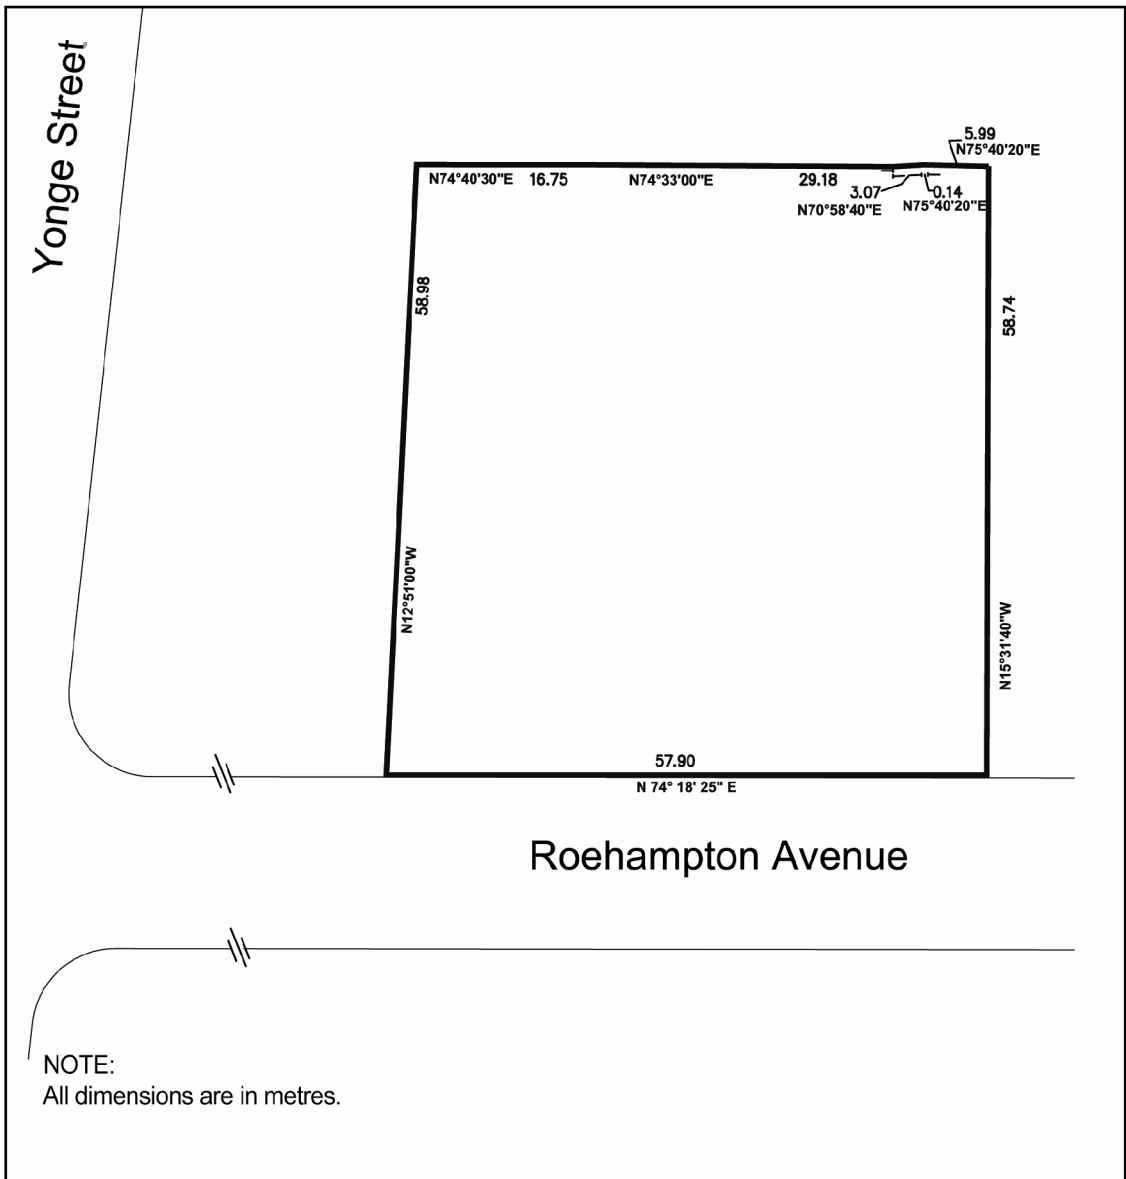 Yonge Street
5.99
N75°40'20"E
N74°40'30"E 16.75 N74°33'00"E 29.18
3.07 0.14
N70°58'40"E N75°40'20"E
58.98
58.74
N12°51'00"W
N15°31'40"W
57.90
N 74° 18' 25" E
Roehampton Avenue
NOTE:
All dimensions are in metres.